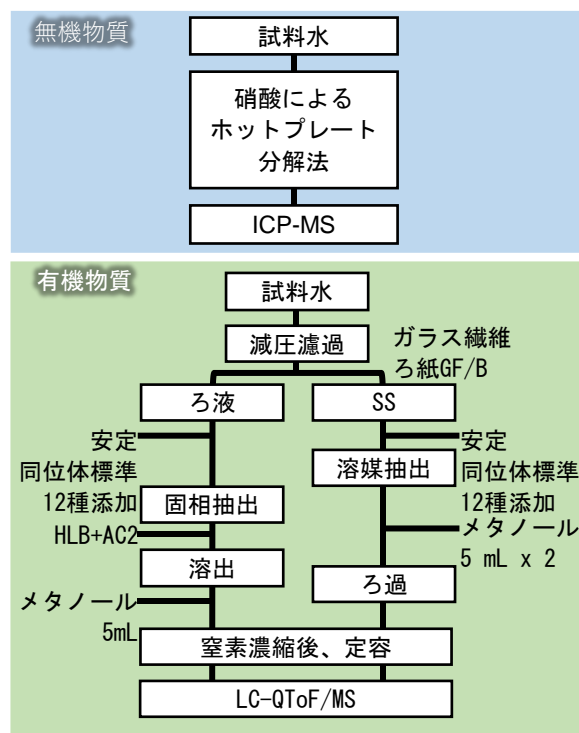 無機物質
試料水
硝酸による
ホットプレート
分解法
ICP-MS
有機物質
試料水
減圧濾過
ガラス繊維
ろ紙GF/B
ろ液
SS
安定
同位体標準
12種添加
安定
同位体標準
12種添加
溶媒抽出
固相抽出
HLB+AC2
メタノール
5 mL x 2
溶出
ろ過
メタノール
5mL
窒素濃縮後、定容
LC-QToF/MS